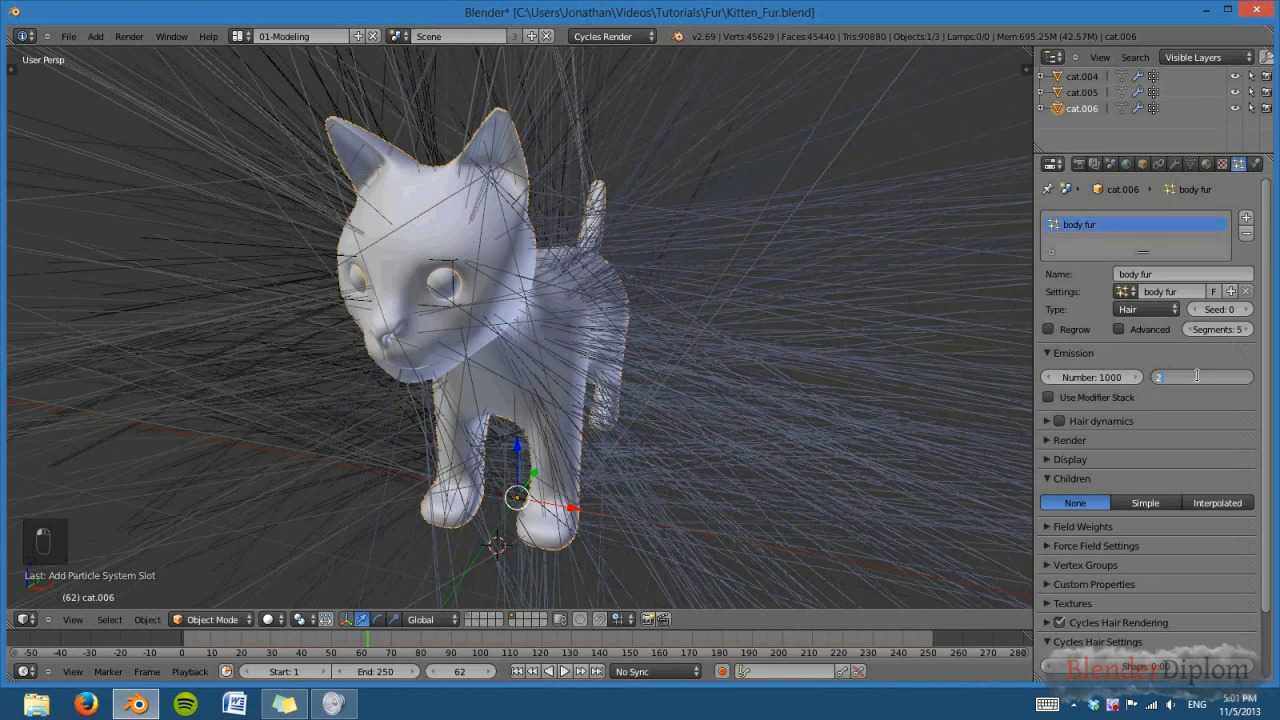 Blender* [C:\Users\Jonathan\Videos\Tutorials\Fur\Kitten_Fur.blend]
File Add Render Window Help 01-Modeling Scene 3 Cycles Render v2.69 | Verts:45629 | Faces:45440 | Tris:90880 | Objects:1/3 | Lamps:0/0 | Mem:695.25M (42.57M) | cat.006
User Persp
View Search Visible Layers
cat.004
cat.005
cat.006
cat.006 body fur
body fur
Name: body fur
Settings: body fur F
Type: Hair Seed: 0
Regrow Advanced Segments: 5
Emission
Number: 1000 2
Use Modifier Stack
Hair dynamics
Render
Display
Children
None Simple Interpolated
Field Weights
Force Field Settings
Vertex Groups
Custom Properties
Textures
Cycles Hair Rendering
Cycles Hair Settings
Shape: 0.00
BlenderDiplom
Last: Add Particle System Slot
(62) cat.006
View Select Object Object Mode Global
-50 -40 -30 -20 -10 0 10 20 30 40 50 60 70 80 90 100 110 120 130 140 150 160 170 180 190 200 210 220 230 240 250 260 270 280
View Marker Frame Playback Start: 1 End: 250 62 No Sync
ENG 5:01 PM
11/5/2013